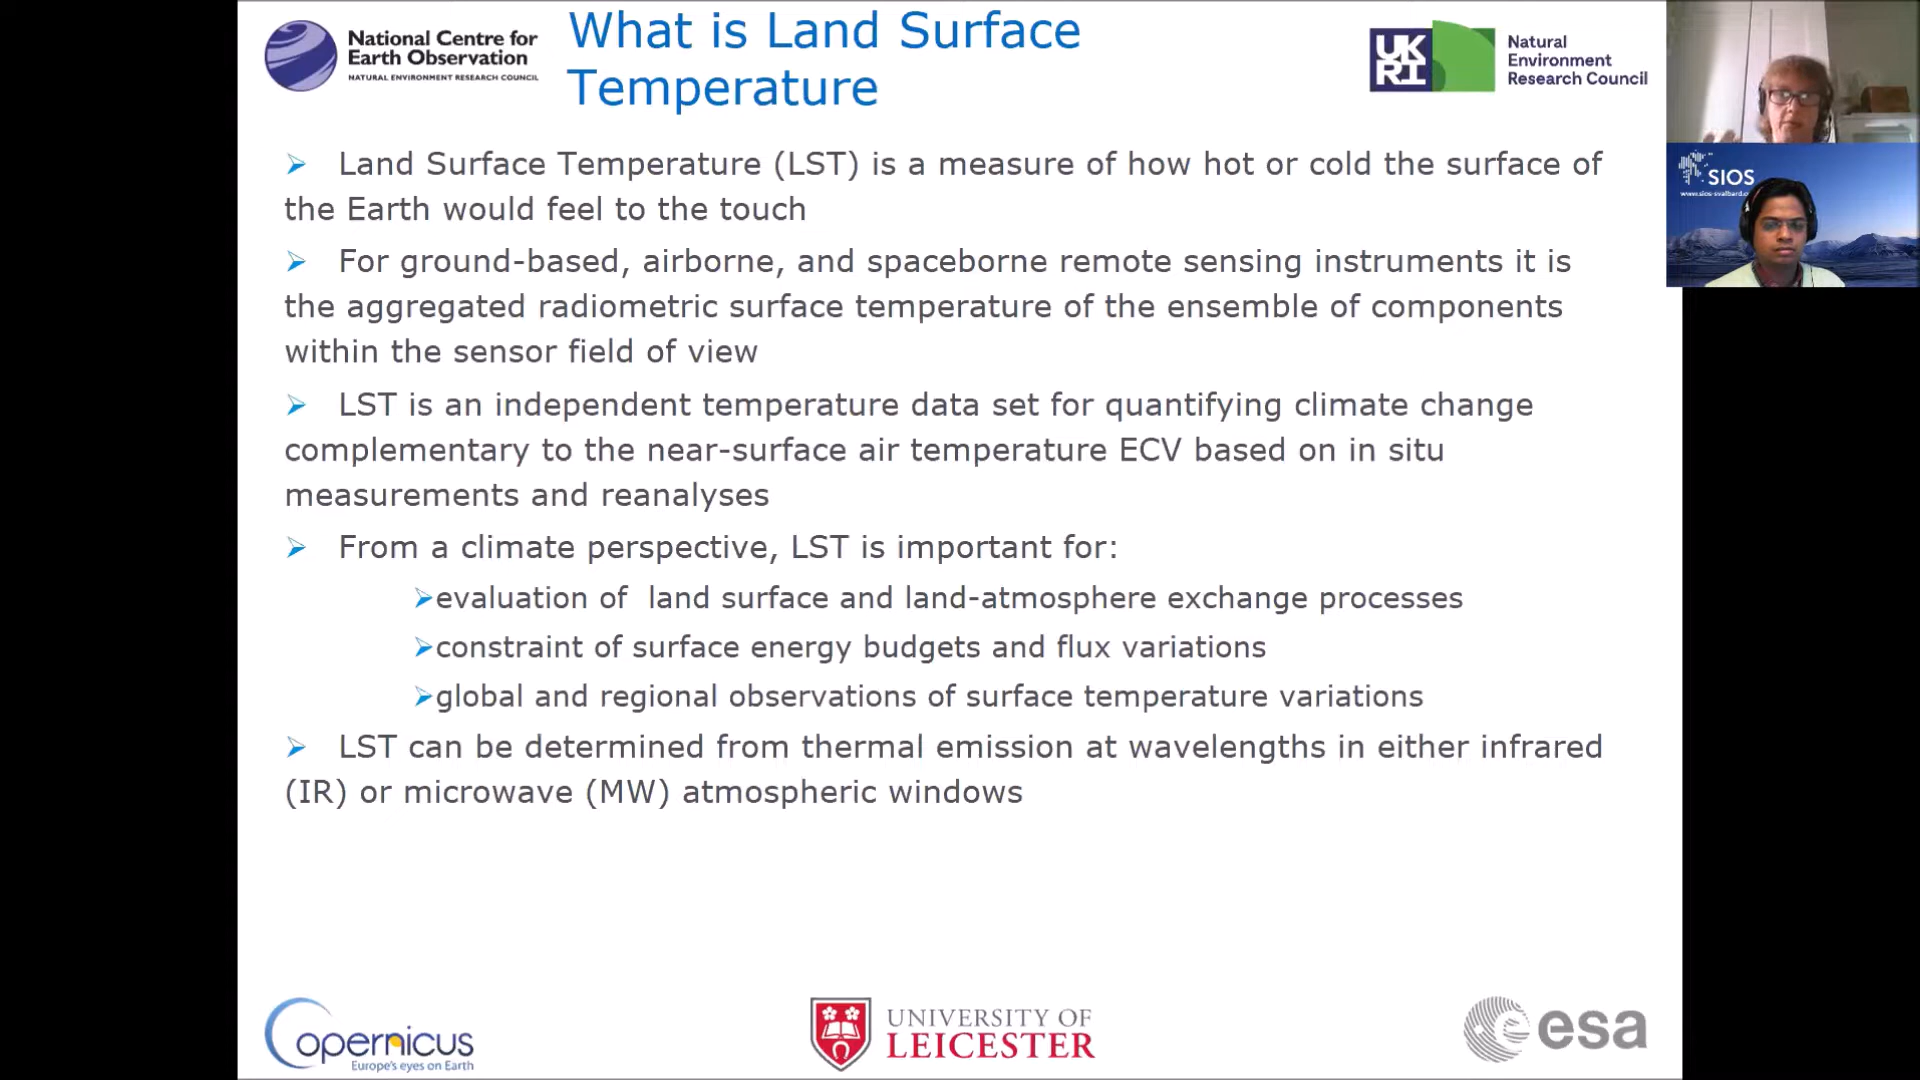 National Centre for
Earth Observation
NATURAL ENVIRONMENT RESEARCH COUNCIL
What is Land Surface
Temperature
UK
RI
Natural
Environment
Research Council
SIOS
➢ Land Surface Temperature (LST) is a measure of how hot or cold the surface of
the Earth would feel to the touch
➢ For ground-based, airborne, and spaceborne remote sensing instruments it is
the aggregated radiometric surface temperature of the ensemble of components
within the sensor field of view
➢ LST is an independent temperature data set for quantifying climate change
complementary to the near-surface air temperature ECV based on in situ
measurements and reanalyses
➢ From a climate perspective, LST is important for:
➢evaluation of  land surface and land-atmosphere exchange processes
➢constraint of surface energy budgets and flux variations
➢global and regional observations of surface temperature variations
➢ LST can be determined from thermal emission at wavelengths in either infrared
(IR) or microwave (MW) atmospheric windows
Copernicus
Europe's eyes on Earth
UNIVERSITY OF
LEICESTER
esa